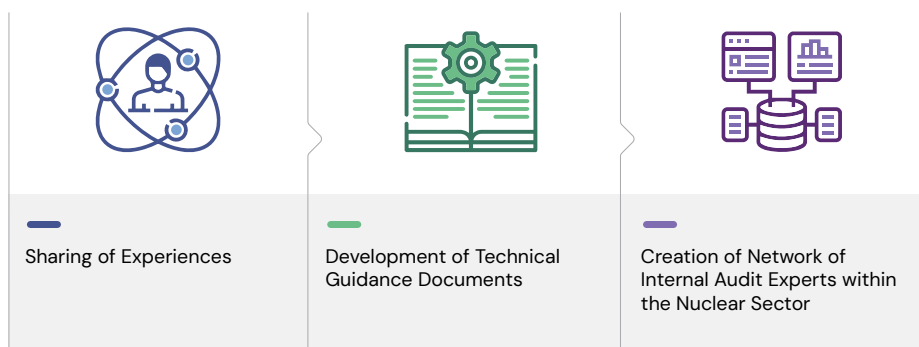 Sharing of Experiences
Development of Technical
Guidance Documents
Creation of Network of
Internal Audit Experts within
the Nuclear Sector